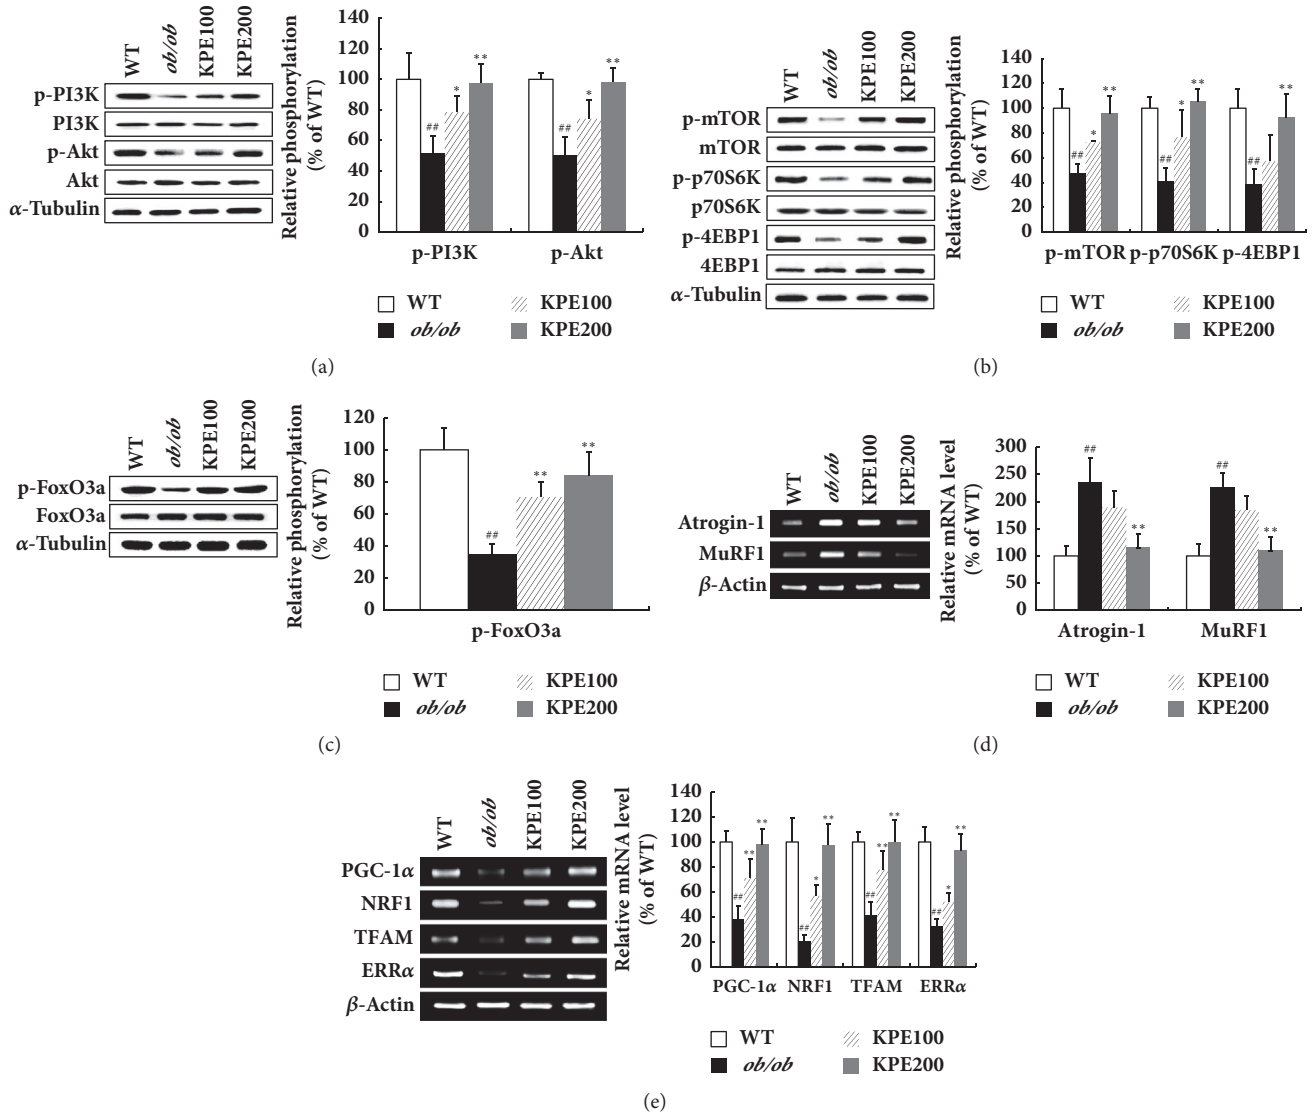 WT
ob/ob
KPE100
KPE200
p-PI3K
PI3K
p-Akt
Akt
α-Tubulin
Relative phosphorylation
(% of WT)
140
120
100
80
60
40
20
0
##
*
**
##
*
**
p-PI3K
p-Akt
WT
KPE100
ob/ob
KPE200
(a)
WT
ob/ob
KPE100
KPE200
p-mTOR
mTOR
p-p70S6K
p70S6K
p-4EBP1
4EBP1
α-Tubulin
Relative phosphorylation
(% of WT)
140
120
100
80
60
40
20
0
##
*
**
##
*
**
##
**
p-mTOR p-p70S6K p-4EBP1
WT
KPE100
ob/ob
KPE200
(b)
WT
ob/ob
KPE100
KPE200
p-FoxO3a
FoxO3a
α-Tubulin
Relative phosphorylation
(% of WT)
120
100
80
60
40
20
0
##
**
**
p-FoxO3a
WT
KPE100
ob/ob
KPE200
(c)
WT
ob/ob
KPE100
KPE200
Atrogin-1
MuRF1
β-Actin
Relative mRNA level
(% of WT)
300
250
200
150
100
50
0
##
**
##
**
Atrogin-1
MuRF1
WT
KPE100
ob/ob
KPE200
(d)
WT
ob/ob
KPE100
KPE200
PGC-1α
NRF1
TFAM
ERRα
β-Actin
Relative mRNA level
(% of WT)
140
120
100
80
60
40
20
0
##
**
**
##
*
**
##
**
**
##
*
**
PGC-1α NRF1 TFAM ERRα
WT
KPE100
ob/ob
KPE200
(e)